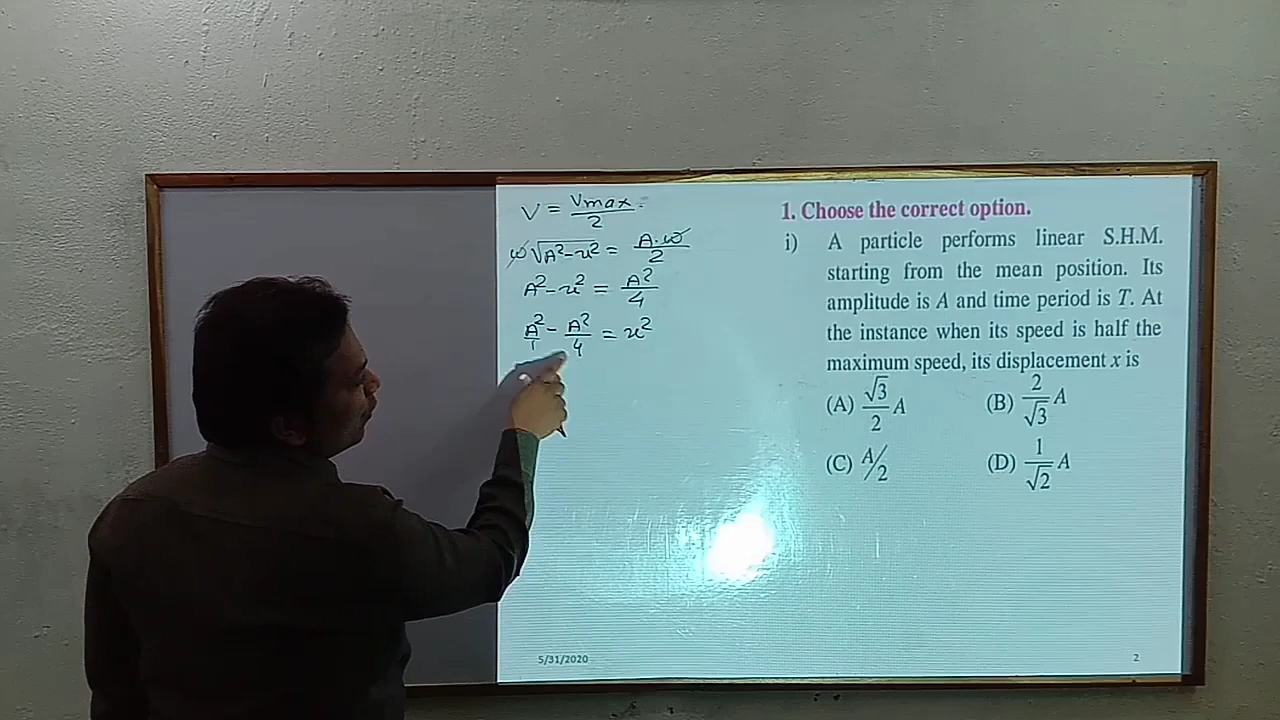 V = Vmax/2
ω√A²-x² = A.ω/2
A²-x² = A²/4
A²/1 - A²/4 = x²
1. Choose the correct option.
i) A particle performs linear S.H.M.
starting from the mean position. Its
amplitude is A and time period is T. At
the instance when its speed is half the
maximum speed, its displacement x is
(A) √3/2 A (B) 2/√3 A
(C) A/2 (D) 1/√2 A
5/31/2020 2